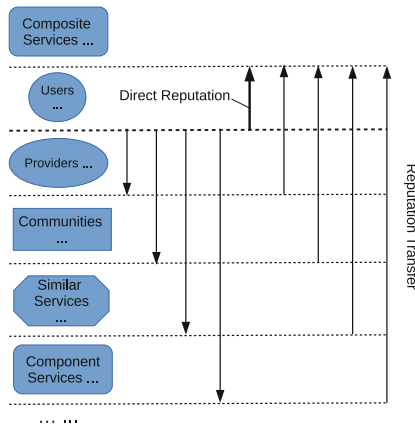 Composite
Services ...
Users
...
Direct Reputation
Providers ...
Communities
...
Similar
Services
...
Component
Services ...
... ...
Reputation Transfer